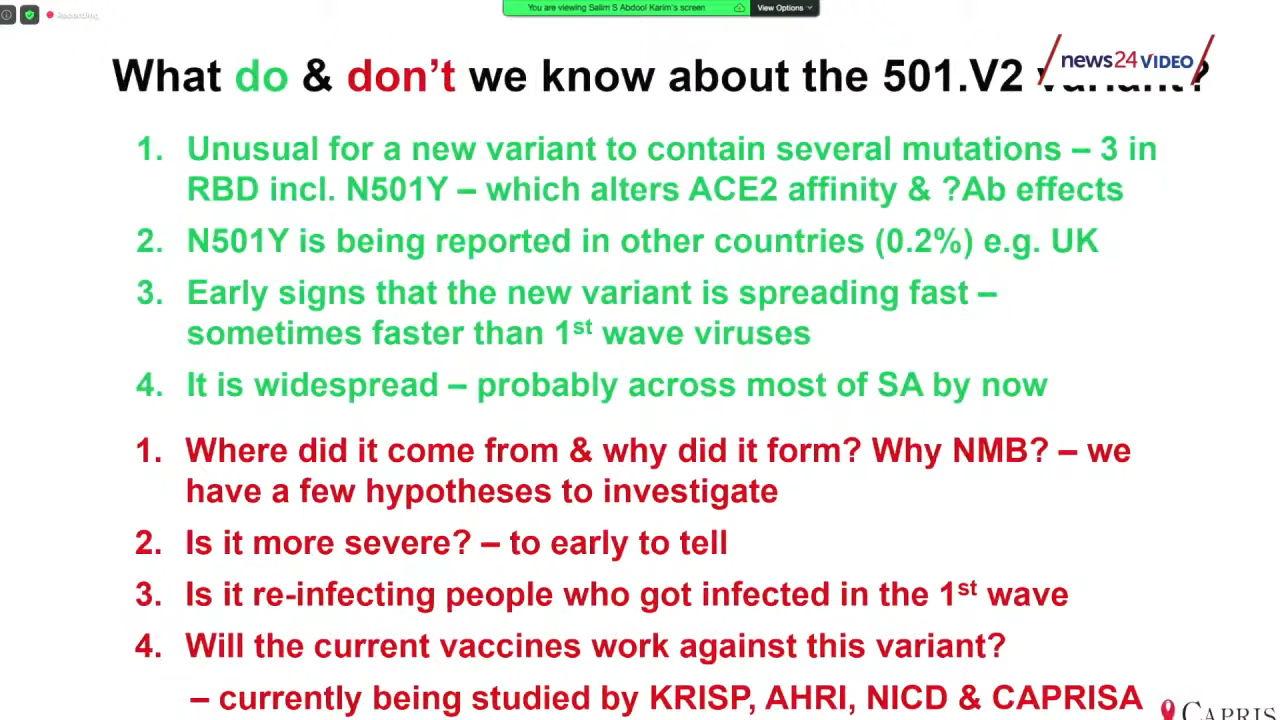 Recording
You are viewing Salim S Abdool Karim's screen
View Options
What do & don't we know about the 501.V2 variant?
news24 VIDEO
1. Unusual for a new variant to contain several mutations – 3 in
RBD incl. N501Y – which alters ACE2 affinity & ?Ab effects
2. N501Y is being reported in other countries (0.2%) e.g. UK
3. Early signs that the new variant is spreading fast –
sometimes faster than 1st wave viruses
4. It is widespread – probably across most of SA by now
1. Where did it come from & why did it form? Why NMB? – we
have a few hypotheses to investigate
2. Is it more severe? – to early to tell
3. Is it re-infecting people who got infected in the 1st wave
4. Will the current vaccines work against this variant?
– currently being studied by KRISP, AHRI, NICD & CAPRISA
CAPRIS